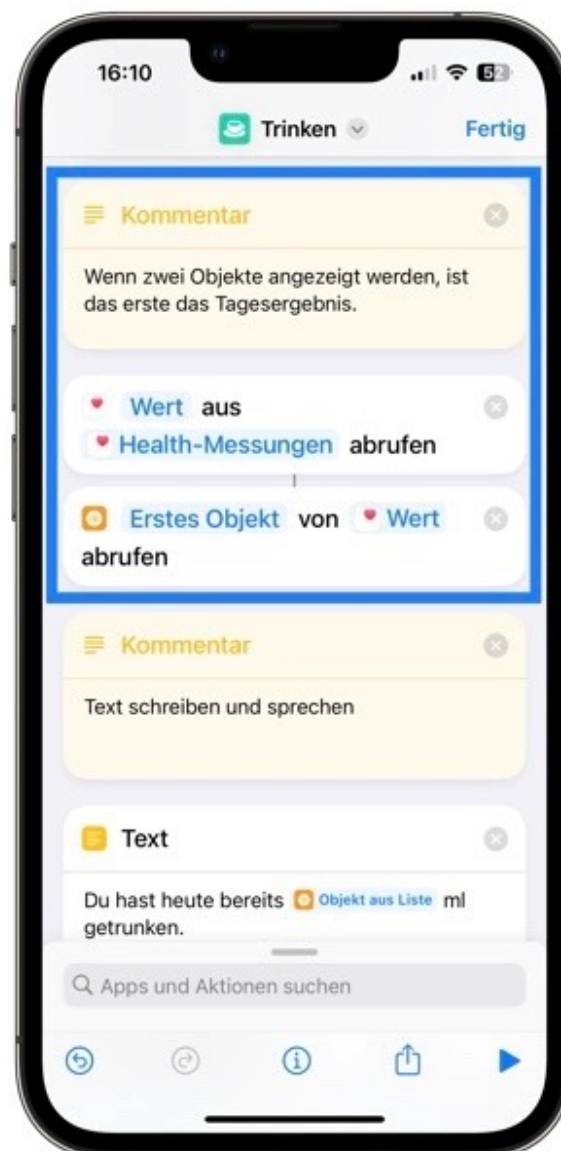 16:10
52
Trinken
Fertig
Kommentar
Wenn zwei Objekte angezeigt werden, ist
das erste das Tagesergebnis.
Wert aus
Health-Messungen abrufen
Erstes Objekt von Wert
abrufen
Kommentar
Text schreiben und sprechen
Text
Du hast heute bereits Objekt aus Liste ml
getrunken.
Apps und Aktionen suchen